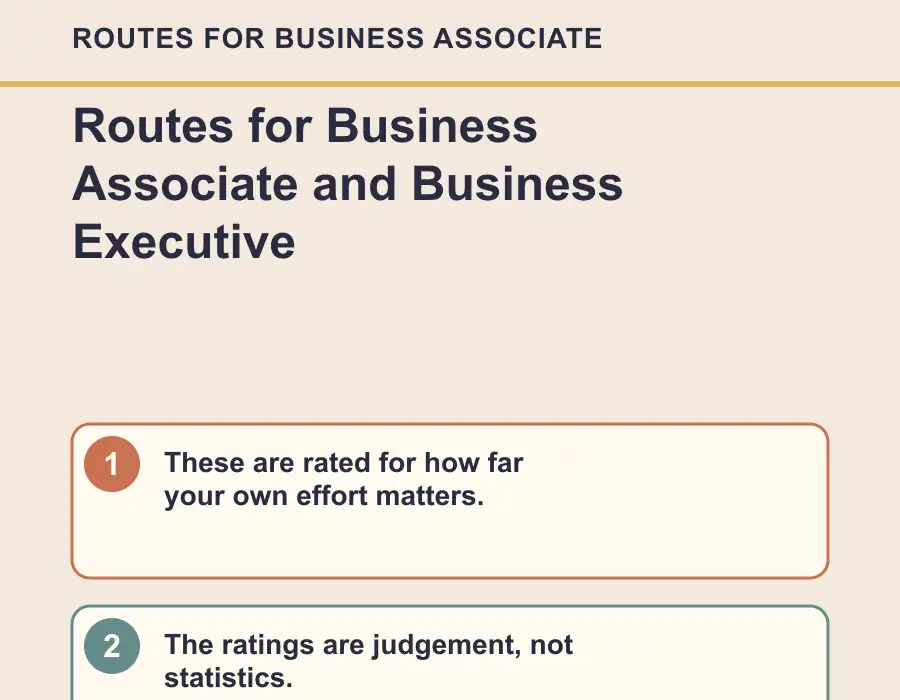 ROUTES FOR BUSINESS ASSOCIATE
Routes for Business
Associate and Business
Executive
1
These are rated for how far
your own effort matters.
2
The ratings are judgement, not
statistics.